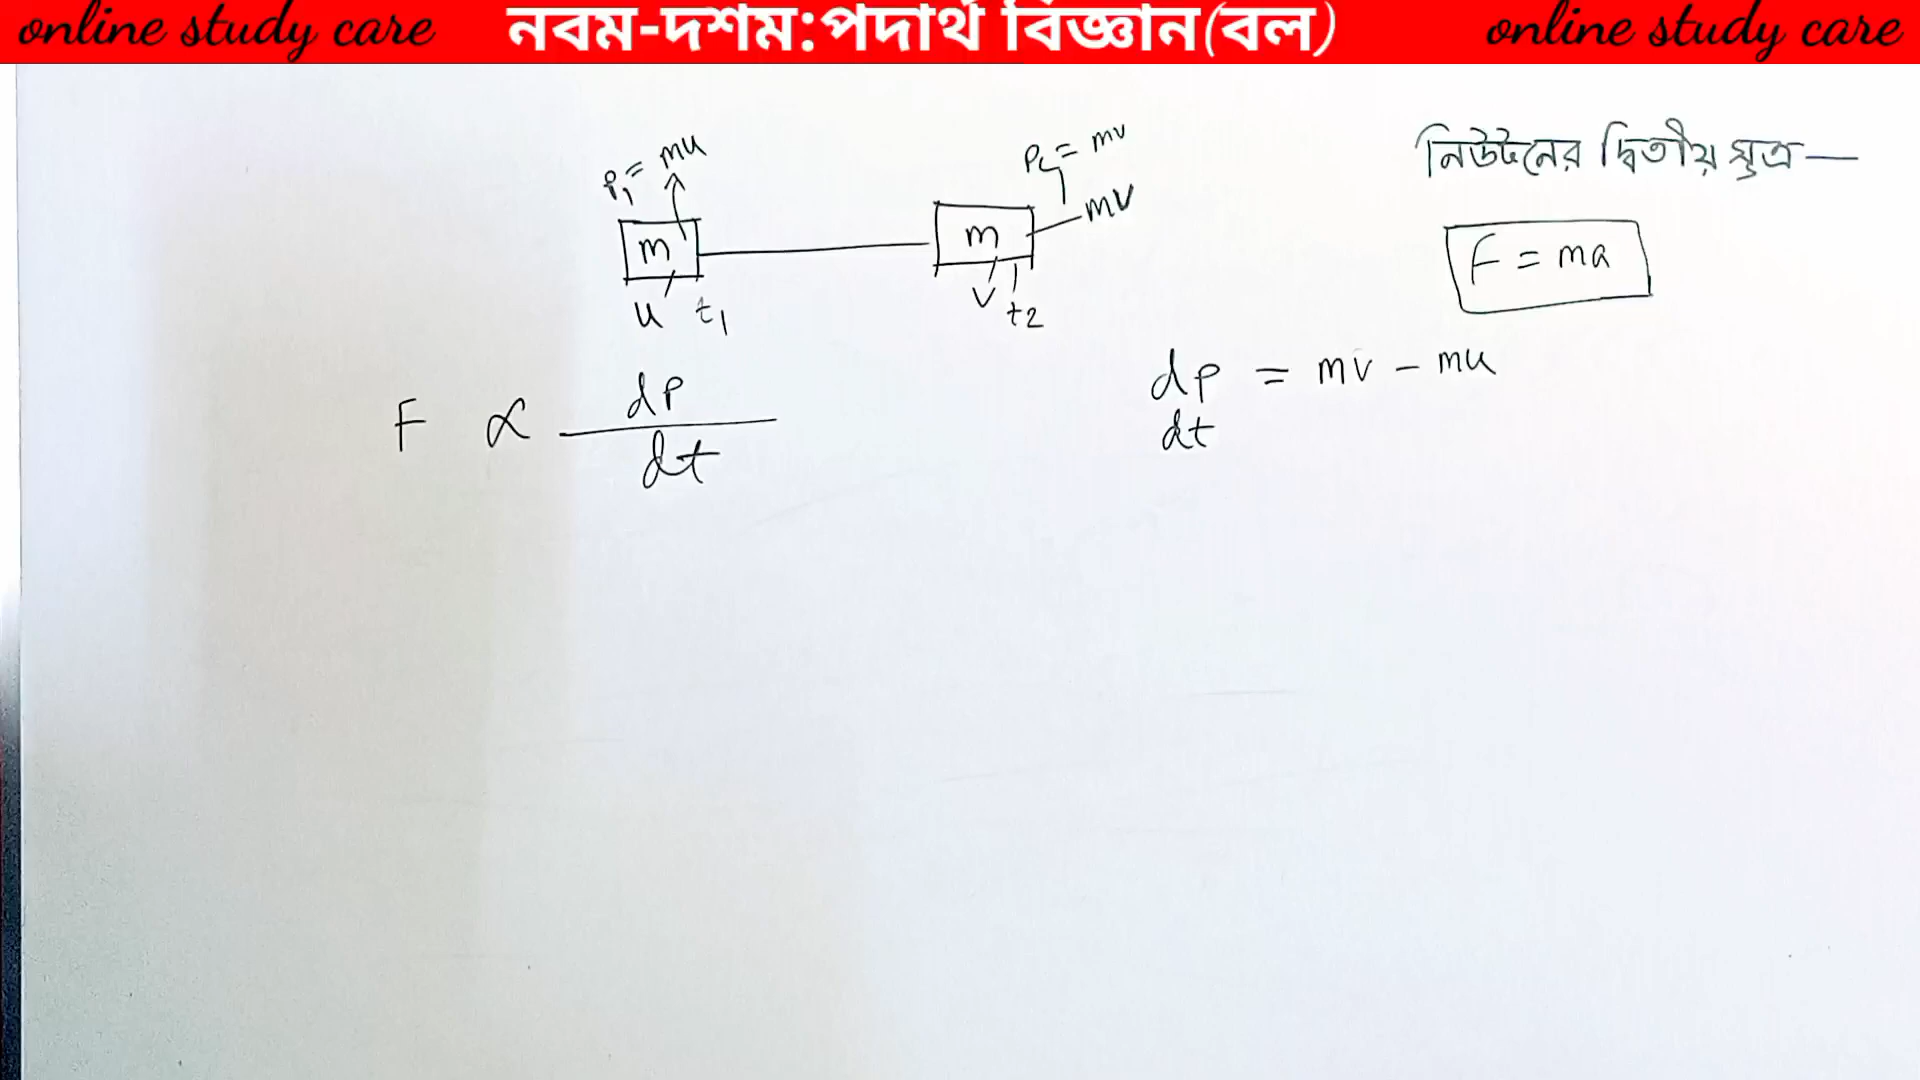 online study care নবম-দশম:পদার্থ বিজ্ঞান(বল) online study care
নিউটনের দ্বিতীয় সূত্র—
P₁ = mu
P₂ = mv
m
m
mv
u t₁
v t₂
F = ma
F ∝ dp/dt
dp = mv - mu
dt